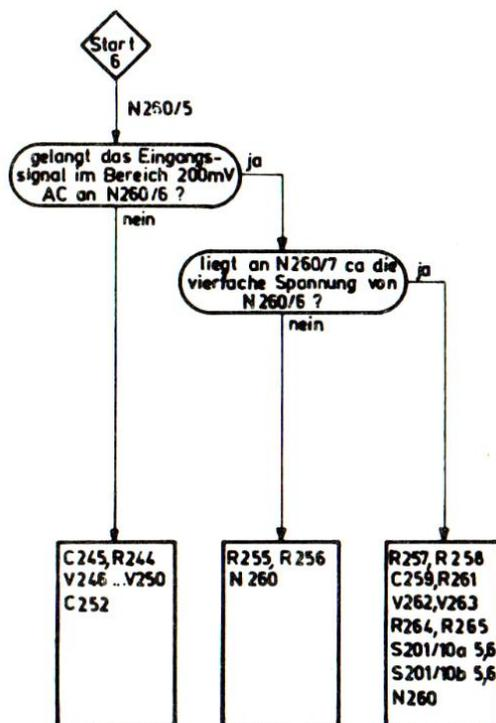 Start
6
N260/5
gelangt das Eingangs-
signal im Bereich 200mV
AC an N260/6 ?
ja
nein
liegt an N260/7 ca die
vierfache Spannung von
N260/6 ?
ja
nein
C245, R244
V246 ... V250
C252
R255, R256
N260
R257, R258
C259, R261
V262, V263
R264, R265
S201/10a 5,6
S201/10b 5,6
N260